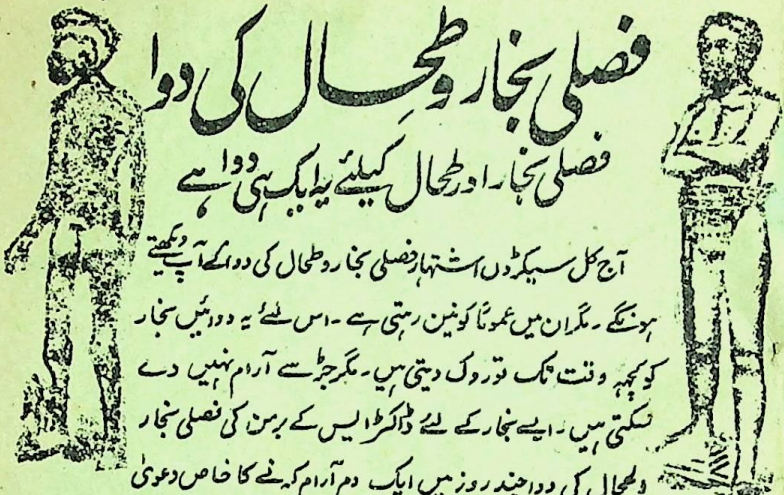 فصلی بخار و طحال کی دوا
فصلی بخار اور طحال کیلئے یہ ایک ہی دوا ہے
آج کل سیکڑوں اشتہار فصلی بخار و طحال کی دوا کے آپ دیکھتے
ہونگے ۔ مگر ان میں عموماً کونین رہتی ہے ۔ اس لئے یہ دوائیں بخار
کو کچھہ وقت تک تو روک دیتی ہیں ۔ مگر جڑ سے آرام نہیں دے
سکتی ہیں ۔ ایسے بخار کے لئے ڈاکٹر ایس کے برمن کی فصلی بخار
و طحال کی دوا چند روز میں ایک دم آرام کرنے کا خاص دعویٰ